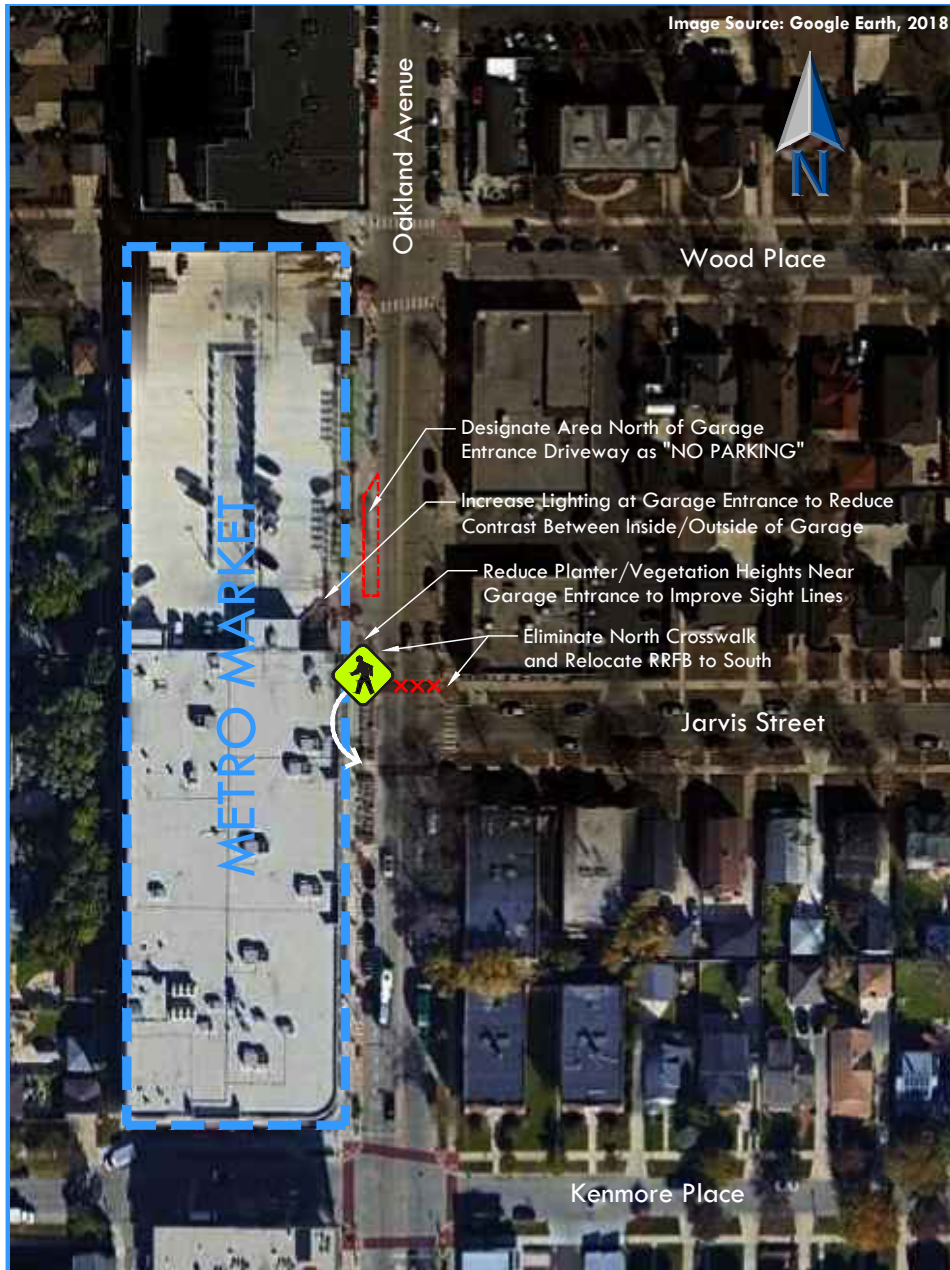 Image Source: Google Earth, 2018
Oakland Avenue
N
Wood Place
Designate Area North of Garage
Entrance Driveway as "NO PARKING"
Increase Lighting at Garage Entrance to Reduce
Contrast Between Inside/Outside of Garage
Reduce Planter/Vegetation Heights Near
Garage Entrance to Improve Sight Lines
Eliminate North Crosswalk
and Relocate RRFB to South
XXX
METRO MARKET
Jarvis Street
Kenmore Place